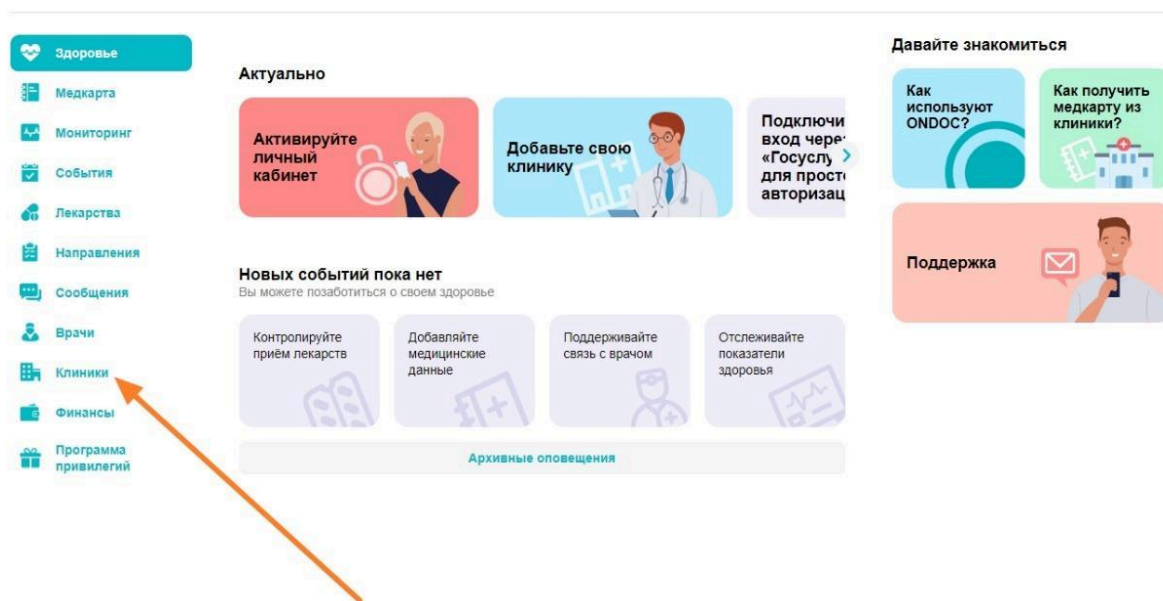 Здоровье
Медкарта
Мониторинг
События
Лекарства
Направления
Сообщения
Врачи
Клиники
Финансы
Программа
привилегий
Актуально
Активируйте
личный
кабинет
Добавьте свою
клинику
Подключи
вход чере
«Госуслу
для прост
авторизац
Новых событий пока нет
Вы можете позаботиться о своем здоровье
Контролируйте
приём лекарств
Добавляйте
медицинские
данные
Поддерживайте
связь с врачом
Отслеживайте
показатели
здоровья
Архивные оповещения
Давайте знакомиться
Как
используют
ONDOC?
Как получить
медкарту из
клиники?
Поддержка